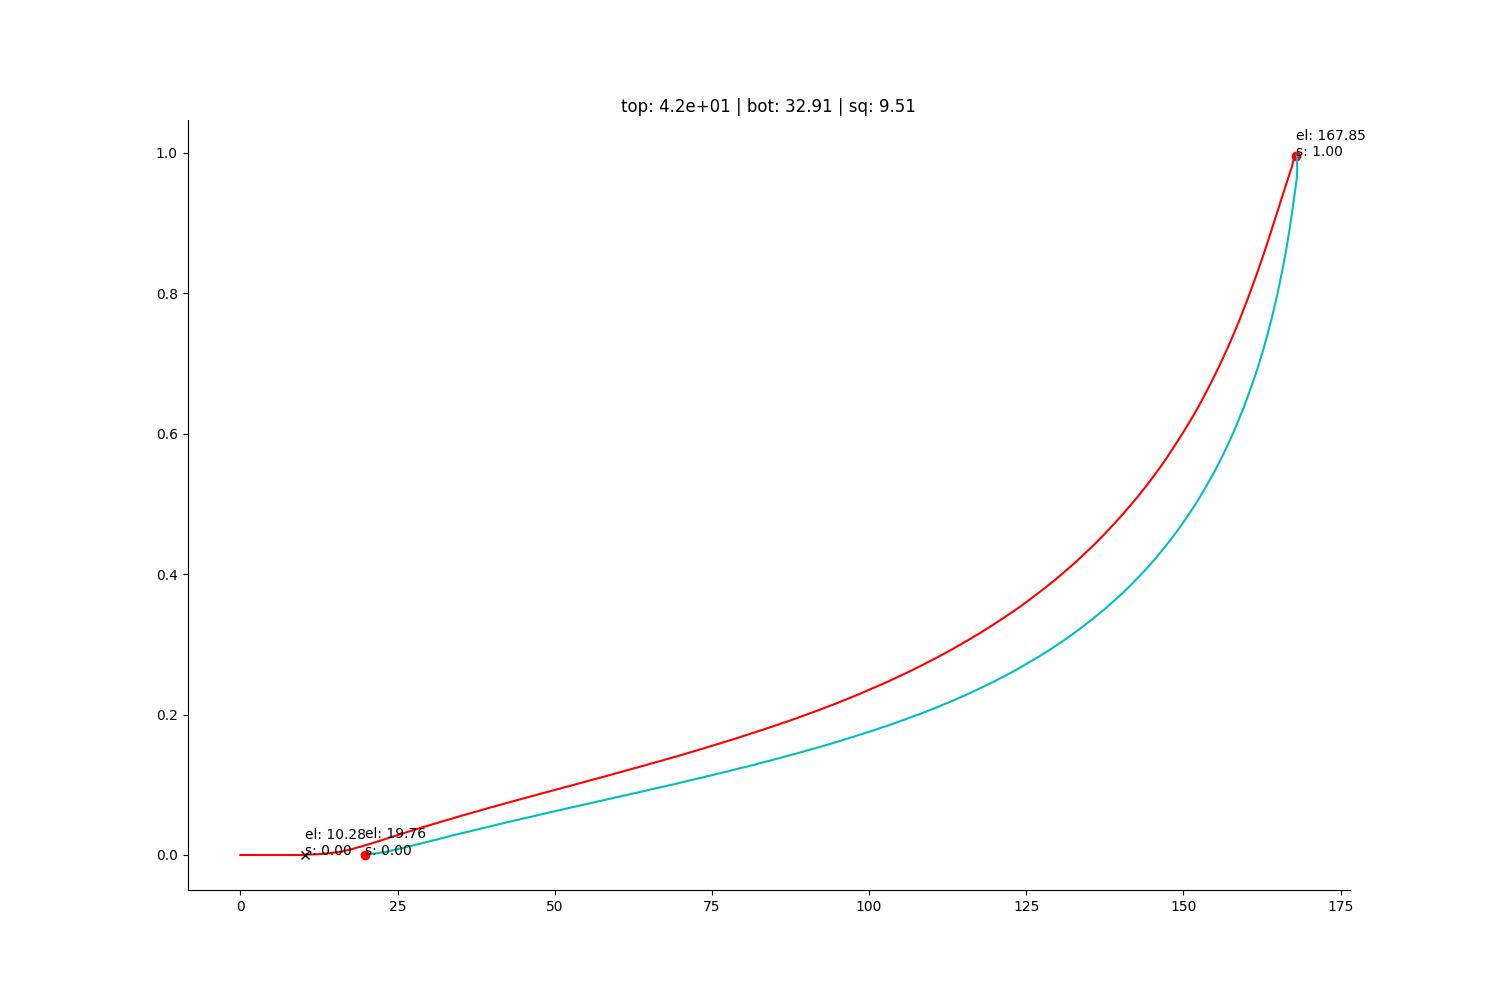 top: 4.2e+01 | bot: 32.91 | sq: 9.51
el: 167.85
s: 1.00
1.0
0.8
0.6
0.4
0.2
0.0
el: 10.28
s: 0.00
el: 19.76
s: 0.00
0 25 50 75 100 125 150 175